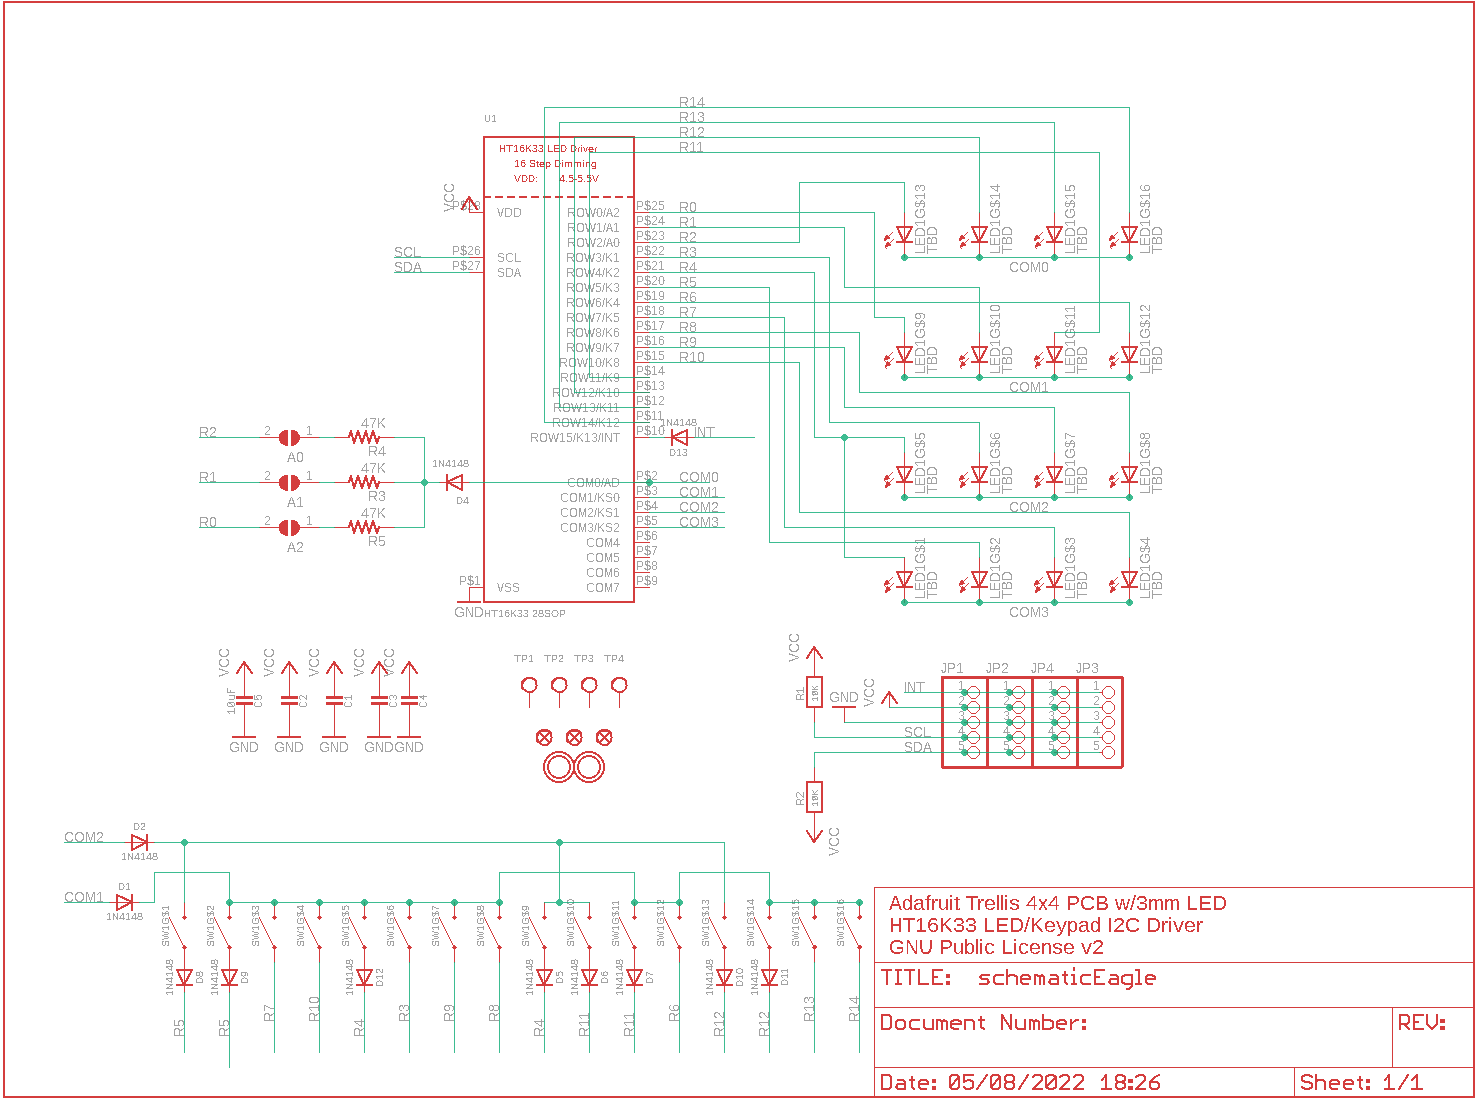 R14
R13
R12
R11
U1
HT16K33 LED Driver
16 Step Dimming
VDD: 4.5-5.5V
VCC
P$28
VDD
SCL
P$26
SCL
SDA
P$27
SDA
ROW0/A2 P$25 R0
ROW1/A1 P$24 R1
ROW2/A0 P$23 R2
ROW3/K1 P$22 R3
ROW4/K2 P$21 R4
ROW5/K3 P$20 R5
ROW6/K4 P$19 R6
ROW7/K5 P$18 R7
ROW8/K6 P$17 R8
ROW9/K7 P$16 R9
ROW10/K8 P$15 R10
ROW11/K9 P$14
ROW12/K10 P$13
ROW13/K11 P$12
ROW14/K12 P$11
ROW15/K13/INT P$10 1N4148 INT
D13
COM0/AD P$2 COM0
COM1/KS0 P$3 COM1
COM2/KS1 P$4 COM2
COM3/KS2 P$5 COM3
COM4 P$6
COM5 P$7
COM6 P$8
COM7 P$9
P$1 VSS
GND HT16K33 28SOP
LED1G$13 TBD
LED1G$14 TBD
LED1G$15 TBD
LED1G$16 TBD
COM0
LED1G$9 TBD
LED1G$10 TBD
LED1G$11 TBD
LED1G$12 TBD
COM1
LED1G$5 TBD
LED1G$6 TBD
LED1G$7 TBD
LED1G$8 TBD
COM2
LED1G$1 TBD
LED1G$2 TBD
LED1G$3 TBD
LED1G$4 TBD
COM3
R2 2 1 47K
A0 R4
R1 2 1 47K
A1 R3
R0 2 1 47K
A2 R5
1N4148
D4
VCC VCC VCC VCC VCC
10uF C6 C2 C1 C3 C4
GND GND GND GND GND
TP1 TP2 TP3 TP4
VCC
R1 10K
GND
VCC
JP1 JP2 JP4 JP3
INT 1 1 1 1
2 2 2 2
3 3 3 3
SCL 4 4 4 4
SDA 5 5 5 5
R2 10K
VCC
COM2 D2
1N4148
COM1 D1
1N4148
SW1G$1 SW1G$2 SW1G$3 SW1G$4 SW1G$5 SW1G$6 SW1G$7 SW1G$8 SW1G$9 SW1G$10 SW1G$11 SW1G$12 SW1G$13 SW1G$14 SW1G$15 SW1G$16
1N4148 D8 1N4148 D9 1N4148 D12 1N4148 D5 1N4148 D6 1N4148 D7 1N4148 D10 1N4148 D11
R5 R5 R7 R10 R4 R3 R9 R8 R4 R11 R11 R6 R12 R12 R13 R14
Adafruit Trellis 4x4 PCB w/3mm LED
HT16K33 LED/Keypad I2C Driver
GNU Public License v2
TITLE: schematicEagle
Document Number:
REV:
Date: 05/08/2022 18:26
Sheet: 1/1